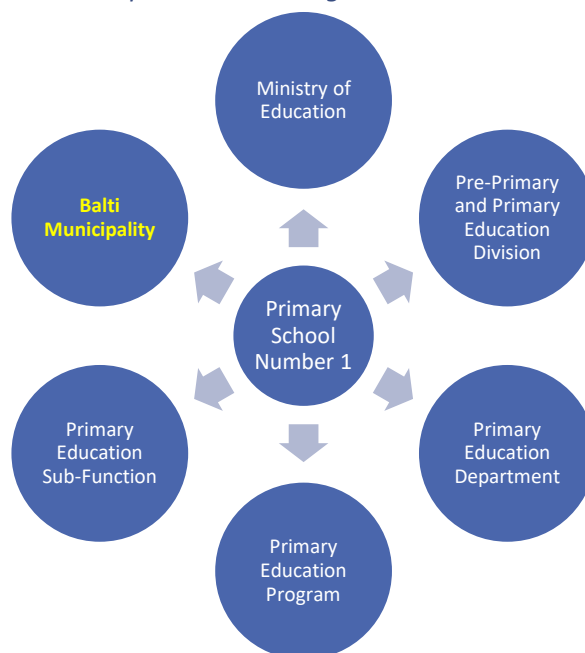 Ministry of
Education
Pre-Primary
and Primary
Education
Division
Primary
Education
Department
Primary
Education
Program
Primary
Education
Sub-Function
Balti
Municipality
Primary
School
Number 1